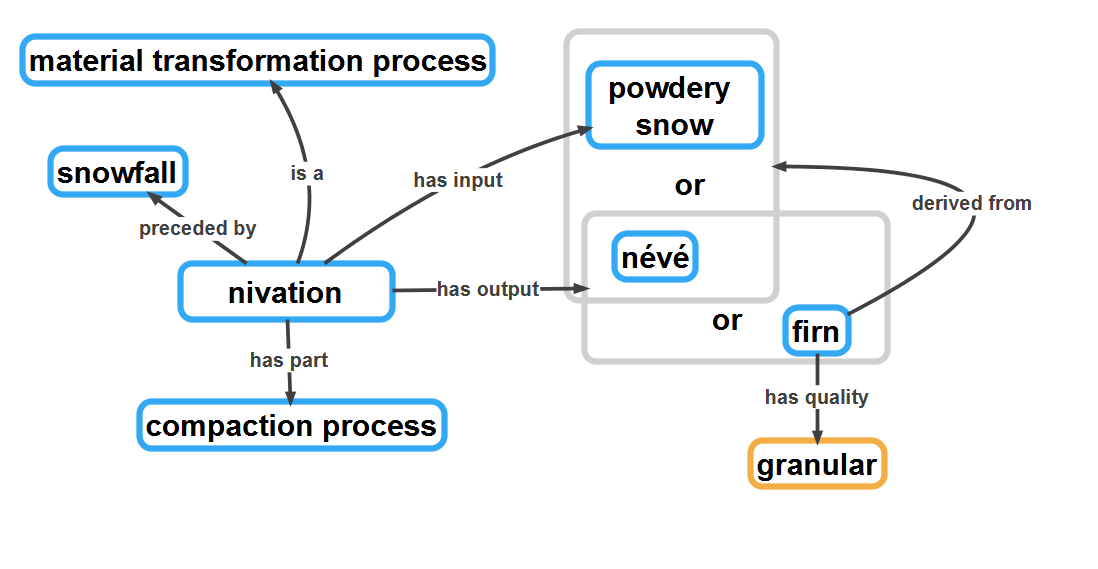 material transformation process
powdery
snow
snowfall
is a
has input
or
derived from
preceded by
névé
nivation
has output
or
firn
has part
has quality
compaction process
granular